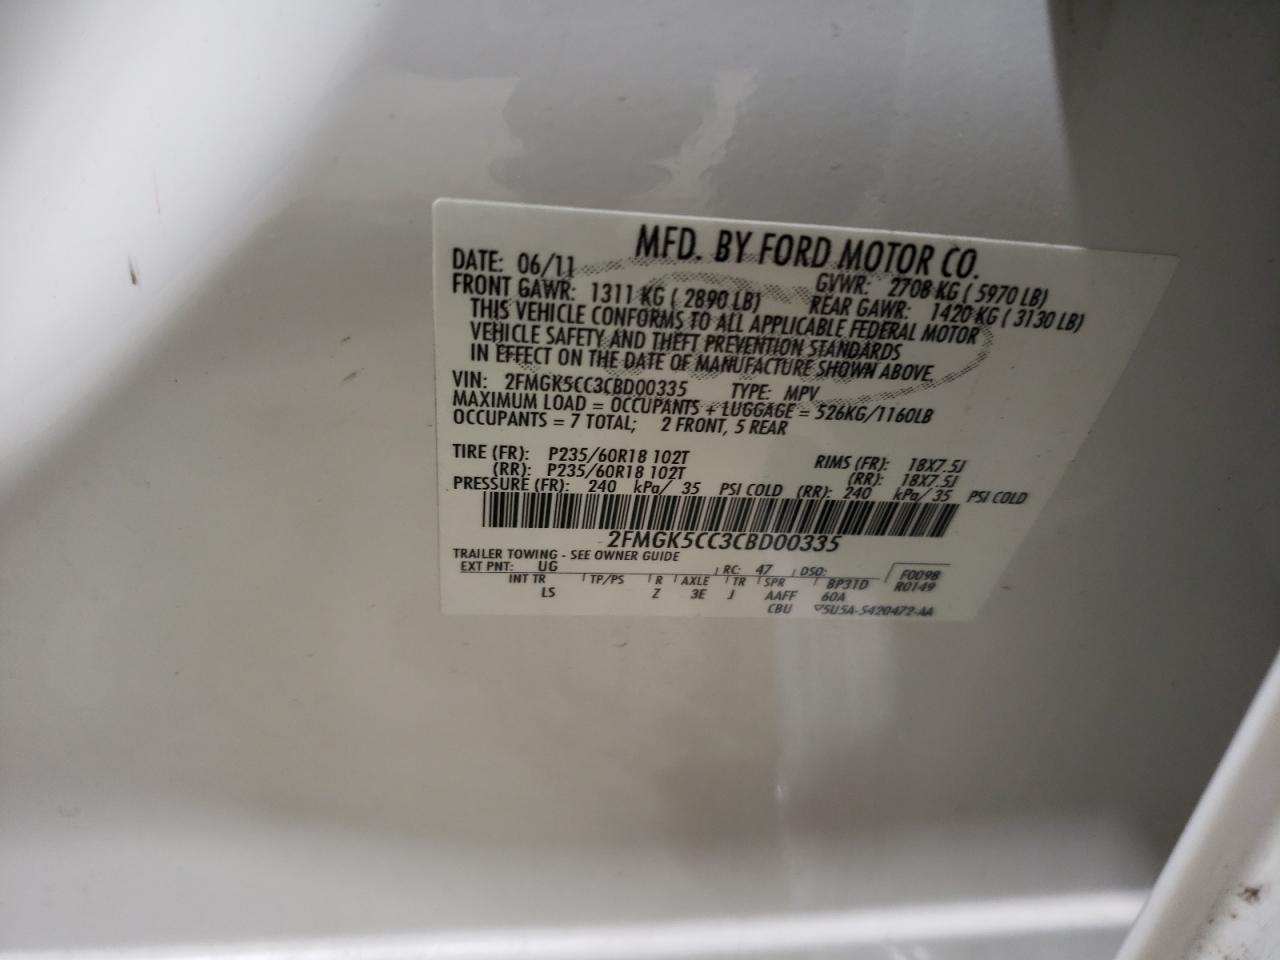 MFD. BY FORD MOTOR CO.
DATE: 06/11 GVWR: 2708 KG ( 5970 LB)
FRONT GAWR: 1311 KG ( 2890 LB) REAR GAWR: 1420 KG ( 3130 LB)
THIS VEHICLE CONFORMS TO ALL APPLICABLE FEDERAL MOTOR
VEHICLE SAFETY AND THEFT PREVENTION STANDARDS
IN EFFECT ON THE DATE OF MANUFACTURE SHOWN ABOVE.
VIN: 2FMGK5CC3CBD00335 TYPE: MPV
MAXIMUM LOAD = OCCUPANTS + LUGGAGE = 526KG/1160LB
OCCUPANTS = 7 TOTAL; 2 FRONT, 5 REAR
TIRE (FR): P235/60R18 102T RIMS (FR): 18X7.5J
(RR): P235/60R18 102T (RR): 18X7.5J
PRESSURE (FR): 240 kPa/ 35 PSI COLD (RR): 240 kPa/ 35 PSI COLD
2FMGK5CC3CBD00335
TRAILER TOWING - SEE OWNER GUIDE
EXT PNT: UG RC: 47 DSO: F0098
INT TR TP/PS R AXLE TR SPR BP31D R0149
LS Z 3E J AAFF 60A
CBU ▽5U5A-5420472-AA